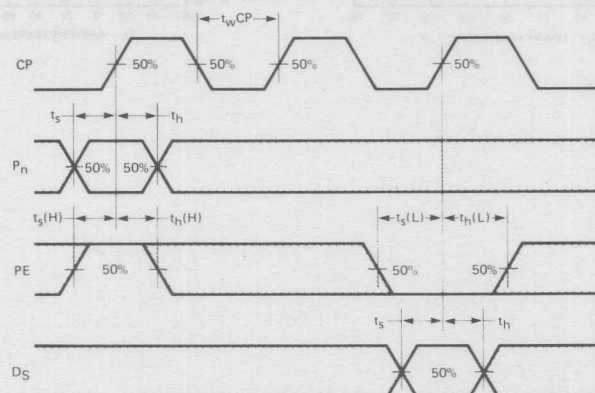 t_wCP
CP 50% 50% 50% 50%
t_s t_h
P_n 50% 50%
t_s(H) t_h(H) t_s(L) t_h(L)
PE 50% 50% 50%
t_s t_h
D_S 50%